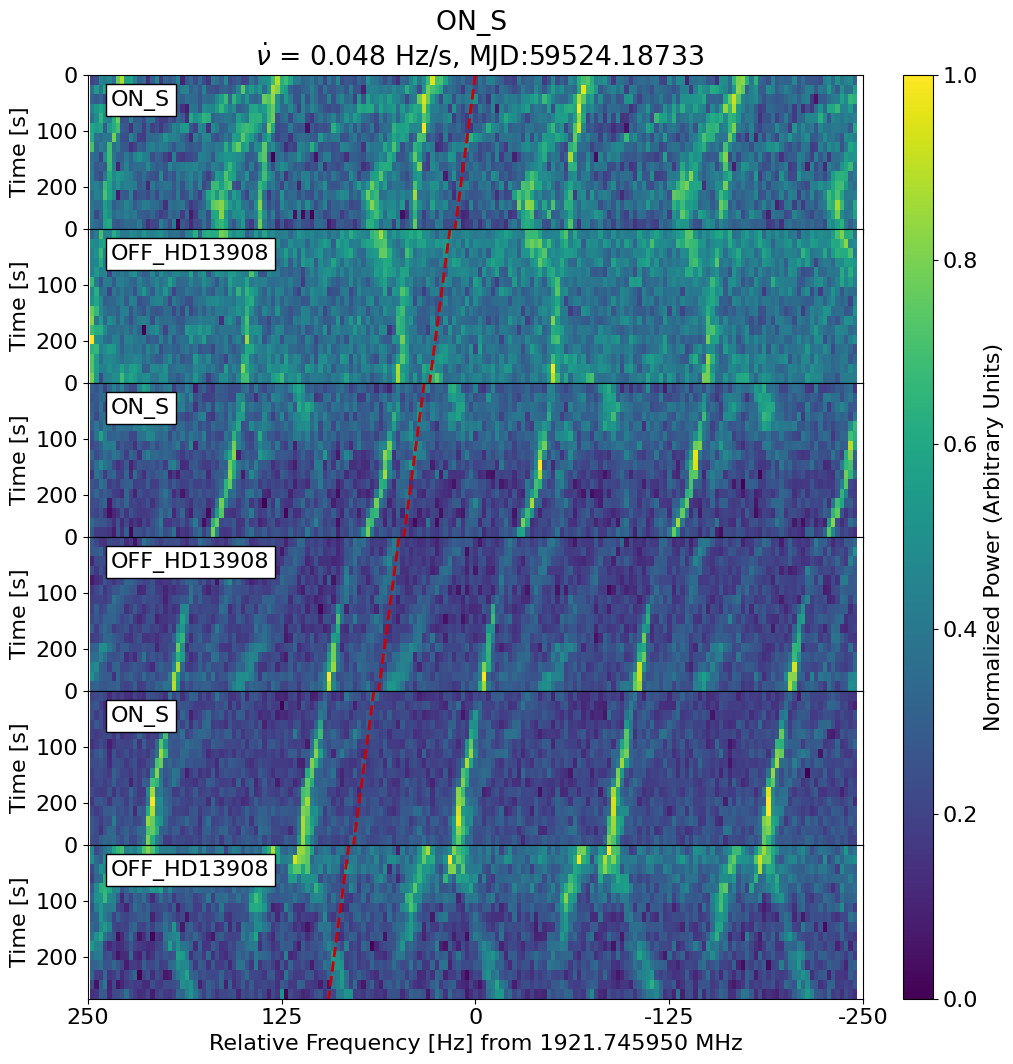 ON_S
ν̇ = 0.048 Hz/s, MJD:59524.18733
0
100
200
Time [s]
ON_S
0
100
200
Time [s]
OFF_HD13908
0
100
200
Time [s]
ON_S
0
100
200
Time [s]
OFF_HD13908
0
100
200
Time [s]
ON_S
0
100
200
Time [s]
OFF_HD13908
250 125 0 -125 -250
Relative Frequency [Hz] from 1921.745950 MHz
1.0
0.8
0.6
0.4
0.2
0.0
Normalized Power (Arbitrary Units)